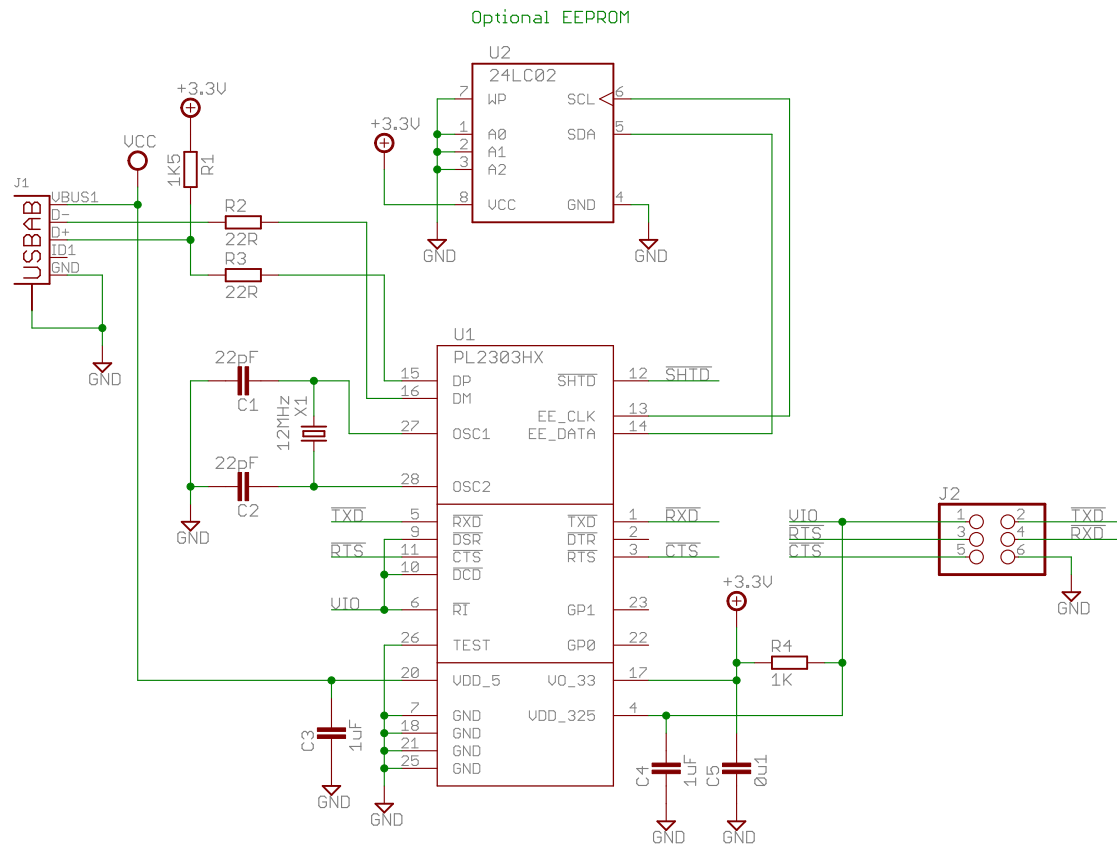 Optional EEPROM
U2
24LC02
7 WP SCL 6
1 A0 SDA 5
2 A1
3 A2
8 VCC GND 4
+3.3V
GND
GND
+3.3V
1K5
R1
VCC
J1
USBAB
VBUS1
D-
D+
ID1
GND
GND
R2
22R
R3
22R
22pF
C1
12MHz
X1
22pF
C2
GND
U1
PL2303HX
15 DP SHTD 12 SHTD
16 DM
EE_CLK 13
27 OSC1 EE_DATA 14
28 OSC2
TXD 5 RXD TXD 1 RXD
9 DSR DTR 2
RTS 11 CTS RTS 3 CTS
10 DCD
VIO 6 RI GP1 23
26 TEST GP0 22
20 VDD_5 VO_33 17
7 GND VDD_325 4
18 GND
21 GND
25 GND
C3
1uF
GND
GND
+3.3V
R4
1K
C4
1uF
C5
0u1
GND
GND
J2
VIO 1 2 TXD
RTS 3 4 RXD
CTS 5 6
GND